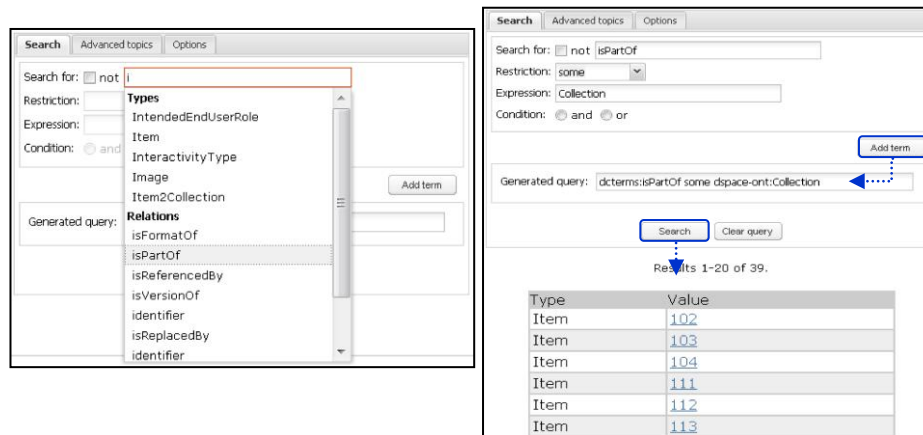 Search Advanced topics Options
Search for: not i
Restriction:
Expression:
Condition: and
Types
IntendedEndUserRole
Item
InteractivityType
Image
Item2Collection
Relations
isFormatOf
isPartOf
isReferencedBy
isVersionOf
identifier
isReplacedBy
identifier
Add term
Generated query:
Search Advanced topics Options
Search for: not isPartOf
Restriction: some
Expression: Collection
Condition: and or
Add term
Generated query: dcterms:isPartOf some dspace-ont:Collection
Search Clear query
Results 1-20 of 39.
Type Value
Item 102
Item 103
Item 104
Item 111
Item 112
Item 113